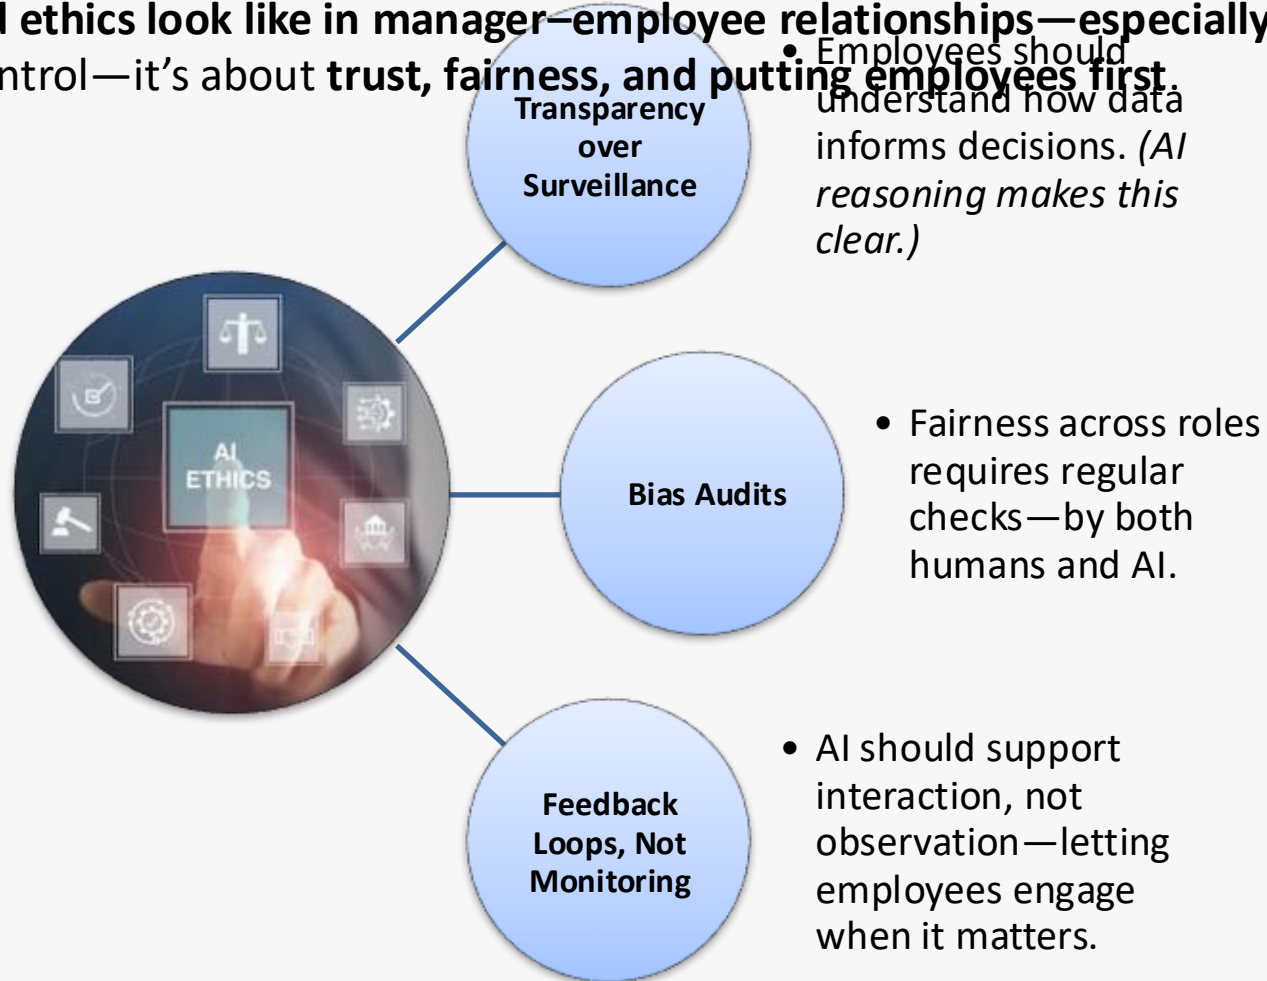 ethics look like in manager–employee relationships—especially
ntrol—it’s about trust, fairness, and putting employees first.
Transparency
over
Surveillance
• Employees should
understand how data
informs decisions. (AI
reasoning makes this
clear.)
AI
ETHICS
Bias Audits
• Fairness across roles
requires regular
checks—by both
humans and AI.
Feedback
Loops, Not
Monitoring
• AI should support
interaction, not
observation—letting
employees engage
when it matters.